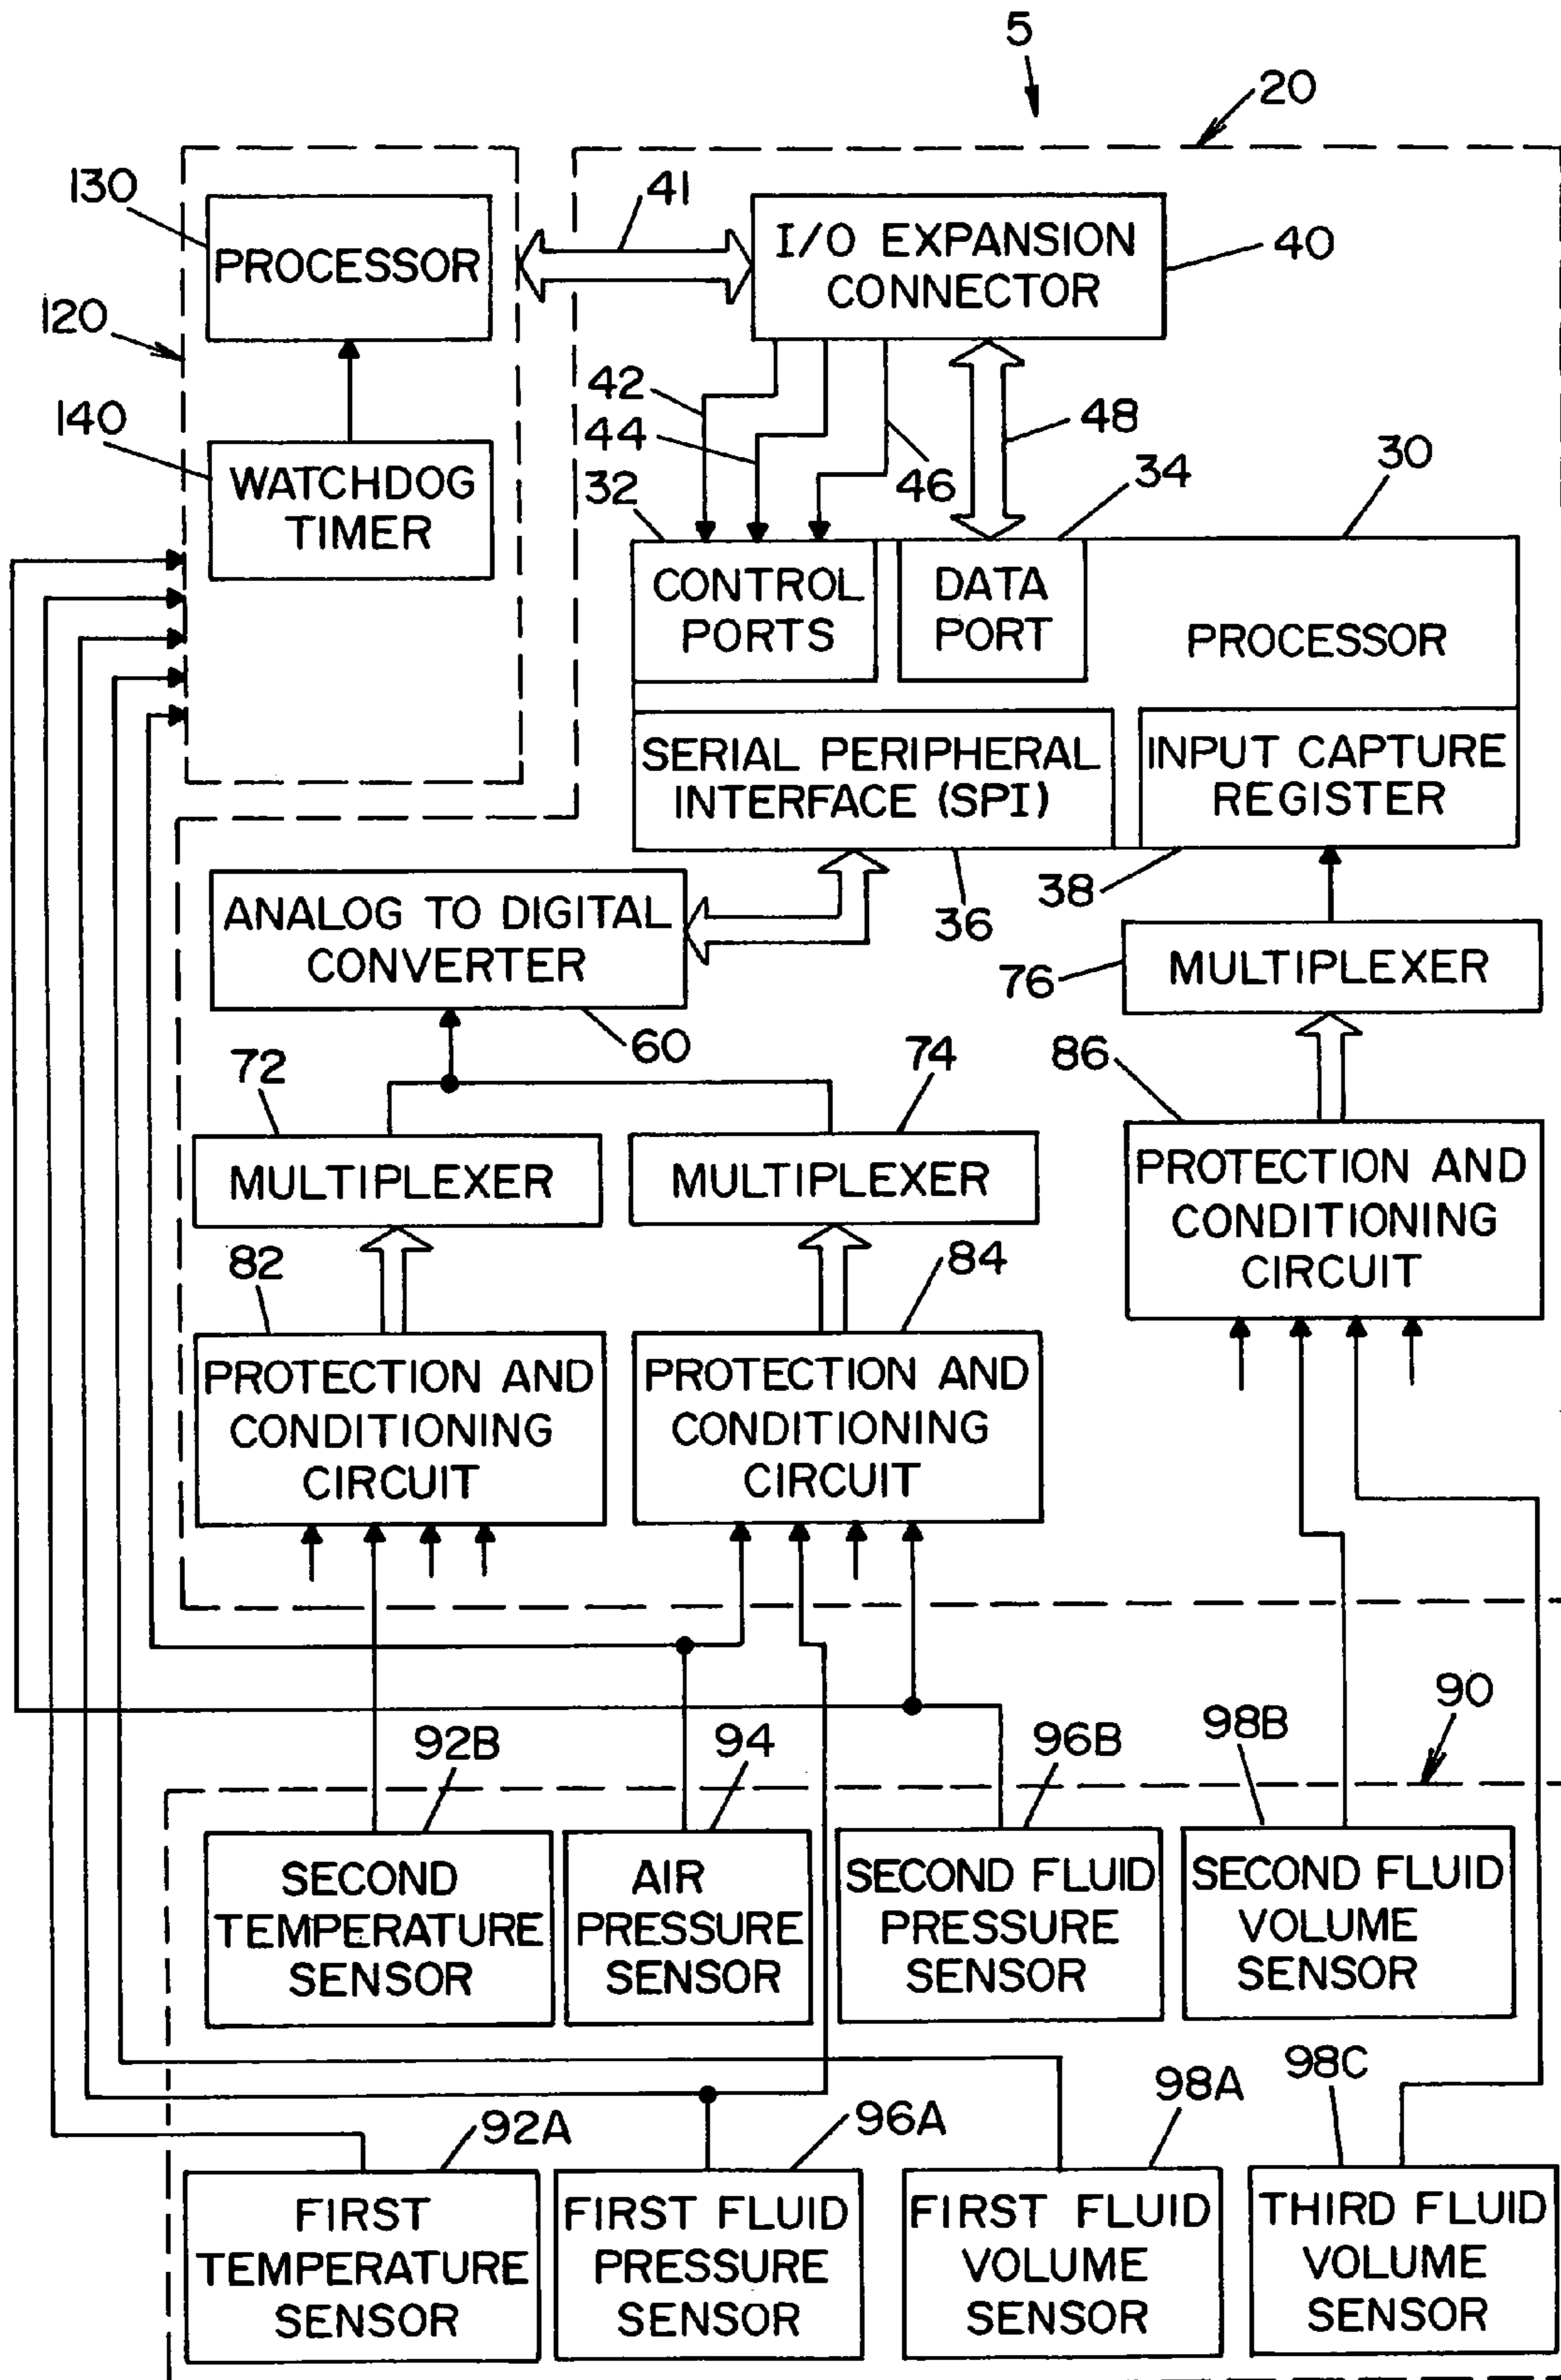 5
20
130
41
PROCESSOR
I/O EXPANSION
CONNECTOR
40
120
42
44
48
140
WATCHDOG
TIMER
32
46
34
30
CONTROL
PORTS
DATA
PORT
PROCESSOR
SERIAL PERIPHERAL
INTERFACE (SPI)
INPUT CAPTURE
REGISTER
38
36
ANALOG TO DIGITAL
CONVERTER
76
MULTIPLEXER
60
72
74
86
MULTIPLEXER
MULTIPLEXER
PROTECTION AND
CONDITIONING
CIRCUIT
82
84
PROTECTION AND
CONDITIONING
CIRCUIT
PROTECTION AND
CONDITIONING
CIRCUIT
90
92B
94
96B
98B
SECOND
TEMPERATURE
SENSOR
AIR
PRESSURE
SENSOR
SECOND FLUID
PRESSURE
SENSOR
SECOND FLUID
VOLUME
SENSOR
92A
96A
98A
98C
FIRST
TEMPERATURE
SENSOR
FIRST FLUID
PRESSURE
SENSOR
FIRST FLUID
VOLUME
SENSOR
THIRD FLUID
VOLUME
SENSOR